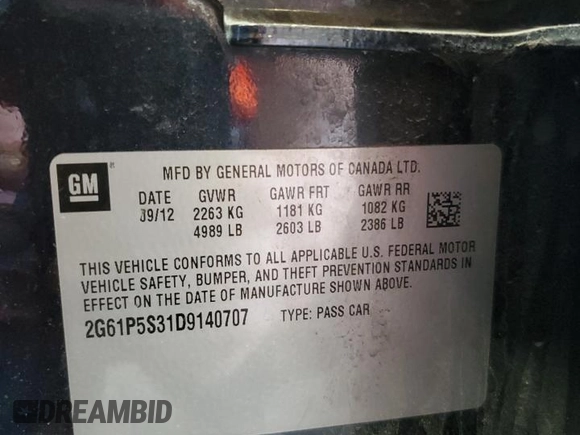 GM
MFD BY GENERAL MOTORS OF CANADA LTD.
DATE GVWR GAWR FRT GAWR RR
09/12 2263 KG 1181 KG 1082 KG
4989 LB 2603 LB 2386 LB
THIS VEHICLE CONFORMS TO ALL APPLICABLE U.S. FEDERAL MOTOR
VEHICLE SAFETY, BUMPER, AND THEFT PREVENTION STANDARDS IN
EFFECT ON THE DATE OF MANUFACTURE SHOWN ABOVE.
2G61P5S31D9140707 TYPE: PASS CAR
DREAMBID